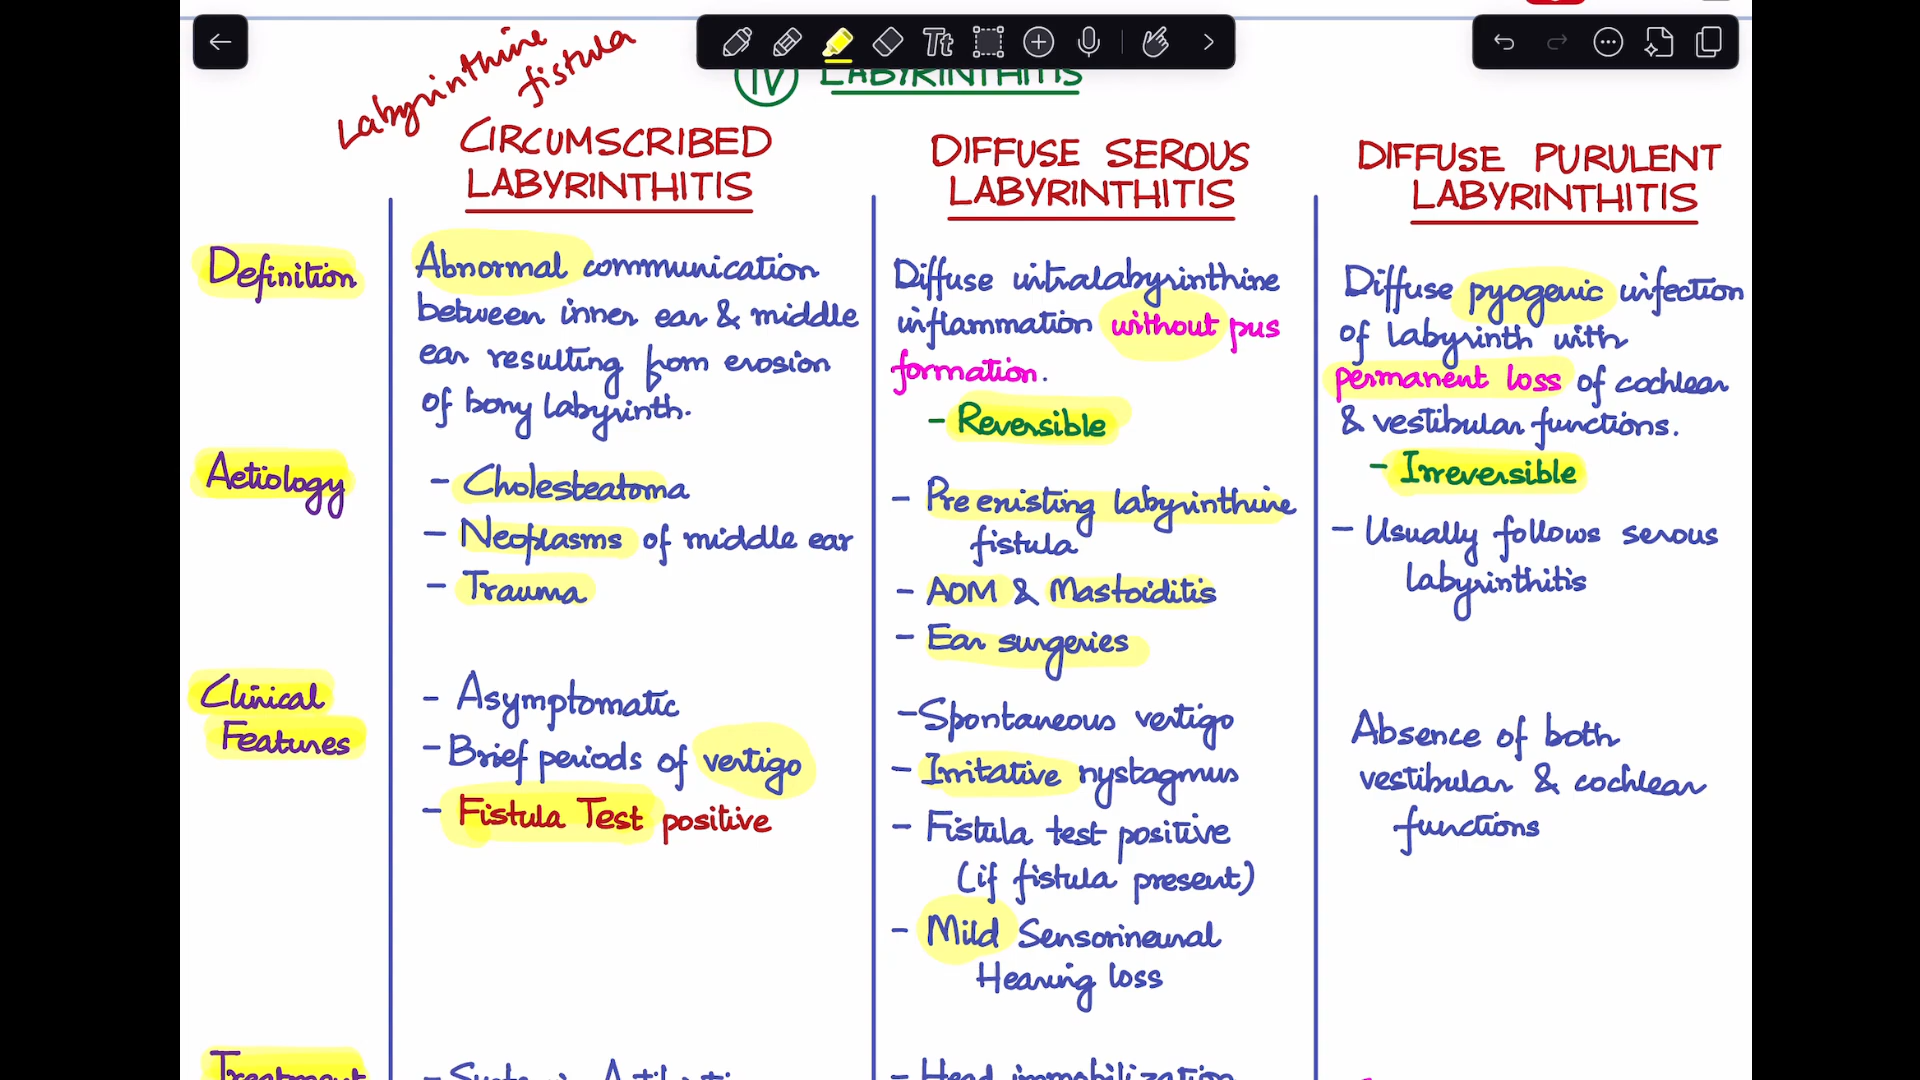 Tt
Labyrinthine
fistula
IV LABYRINTHITIS
CIRCUMSCRIBED
LABYRINTHITIS
DIFFUSE SEROUS
LABYRINTHITIS
DIFFUSE PURULENT
LABYRINTHITIS
Definition
Abnormal communication
between inner ear & middle
ear resulting from erosion
of bony labyrinth.
Diffuse intralabyrinthine
inflammation without pus
formation.
- Reversible
Diffuse pyogenic infection
of labyrinth with
permanent loss of cochlear
& vestibular functions.
- Irreversible
Aetiology
- Cholesteatoma
- Neoplasms of middle ear
- Trauma
- Pre existing labyrinthine
fistula
- AOM & Mastoiditis
- Ear surgeries
- Usually follows serous
labyrinthitis
Clinical
Features
- Asymptomatic
- Brief periods of vertigo
- Fistula Test positive
- Spontaneous vertigo
- Irritative nystagmus
- Fistula test positive
(if fistula present)
- Mild Sensorineural
Hearing loss
Absence of both
vestibular & cochlear
functions
Treatment
- Head immobilization